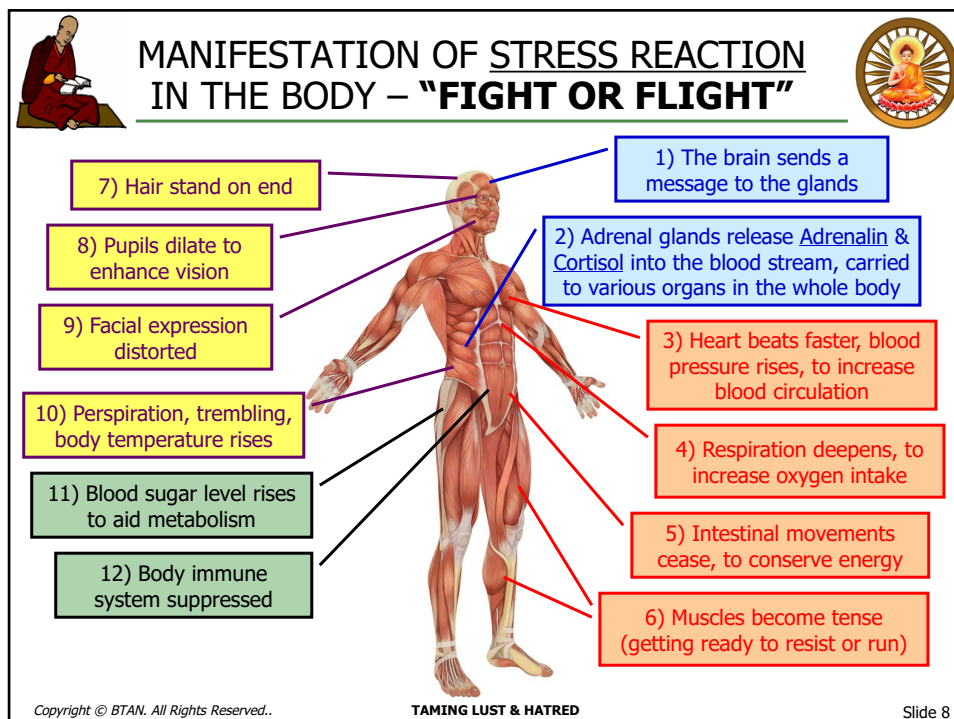 MANIFESTATION OF STRESS REACTION
IN THE BODY – “FIGHT OR FLIGHT”
1) The brain sends a
message to the glands
2) Adrenal glands release Adrenalin &
Cortisol into the blood stream, carried
to various organs in the whole body
3) Heart beats faster, blood
pressure rises, to increase
blood circulation
4) Respiration deepens, to
increase oxygen intake
5) Intestinal movements
cease, to conserve energy
6) Muscles become tense
(getting ready to resist or run)
7) Hair stand on end
8) Pupils dilate to
enhance vision
9) Facial expression
distorted
10) Perspiration, trembling,
body temperature rises
11) Blood sugar level rises
to aid metabolism
12) Body immune
system suppressed
Copyright © BTAN. All Rights Reserved..
TAMING LUST & HATRED
Slide 8